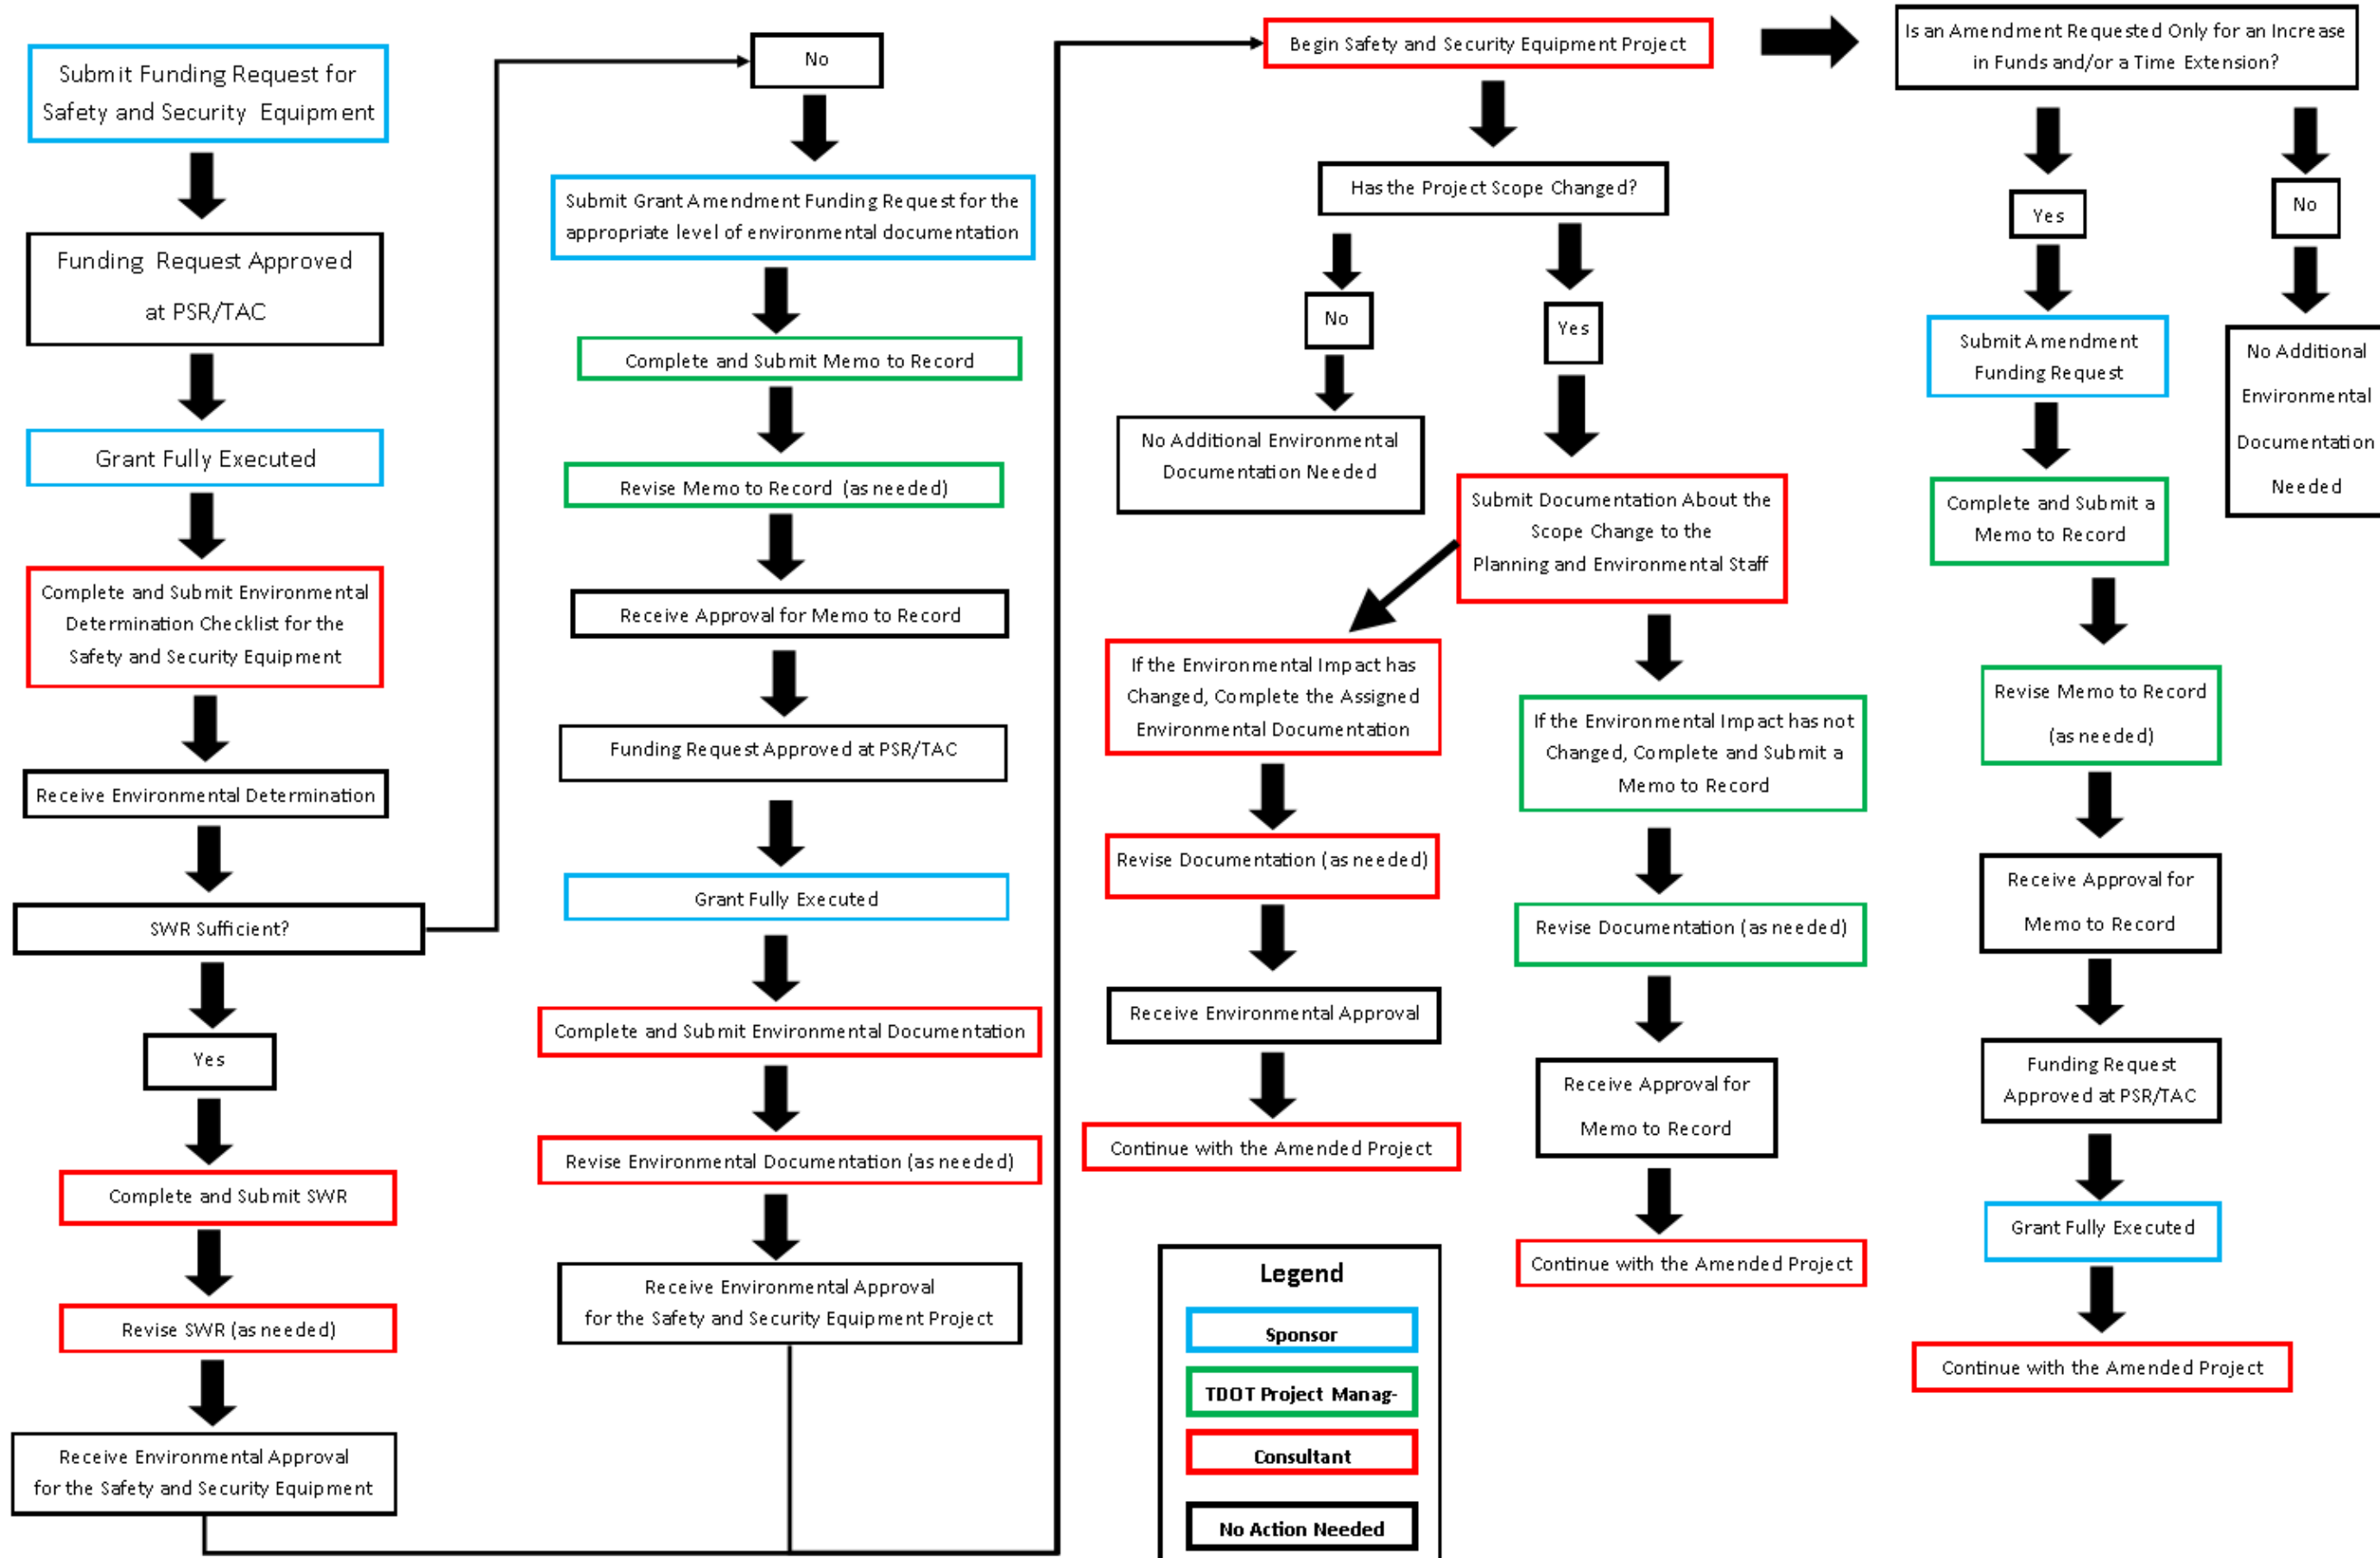 Submit Funding Request for
Safety and Security Equipment
Funding Request Approved
at PSR/TAC
Grant Fully Executed
Complete and Submit Environmental
Determination Checklist for the
Safety and Security Equipment
Receive Environmental Determination
SWR Sufficient?
Yes
Complete and Submit SWR
Revise SWR (as needed)
Receive Environmental Approval
for the Safety and Security Equipment
No
Submit Grant Amendment Funding Request for the
appropriate level of environmental documentation
Complete and Submit Memo to Record
Revise Memo to Record (as needed)
Receive Approval for Memo to Record
Funding Request Approved at PSR/TAC
Grant Fully Executed
Complete and Submit Environmental Documentation
Revise Environmental Documentation (as needed)
Receive Environmental Approval
for the Safety and Security Equipment Project
Begin Safety and Security Equipment Project
Has the Project Scope Changed?
No
No Additional Environmental
Documentation Needed
Yes
Submit Documentation About the
Scope Change to the
Planning and Environmental Staff
If the Environmental Impact has
Changed, Complete the Assigned
Environmental Documentation
Revise Documentation (as needed)
Receive Environmental Approval
Continue with the Amended Project
If the Environmental Impact has not
Changed, Complete and Submit a
Memo to Record
Revise Documentation (as needed)
Receive Approval for
Memo to Record
Continue with the Amended Project
Is an Amendment Requested Only for an Increase
in Funds and/or a Time Extension?
Yes
Submit Amendment
Funding Request
Complete and Submit a
Memo to Record
Revise Memo to Record
(as needed)
Receive Approval for
Memo to Record
Funding Request
Approved at PSR/TAC
Grant Fully Executed
Continue with the Amended Project
No
No Additional
Environmental
Documentation
Needed
Legend
Sponsor
TDOT Project Manag-
Consultant
No Action Needed